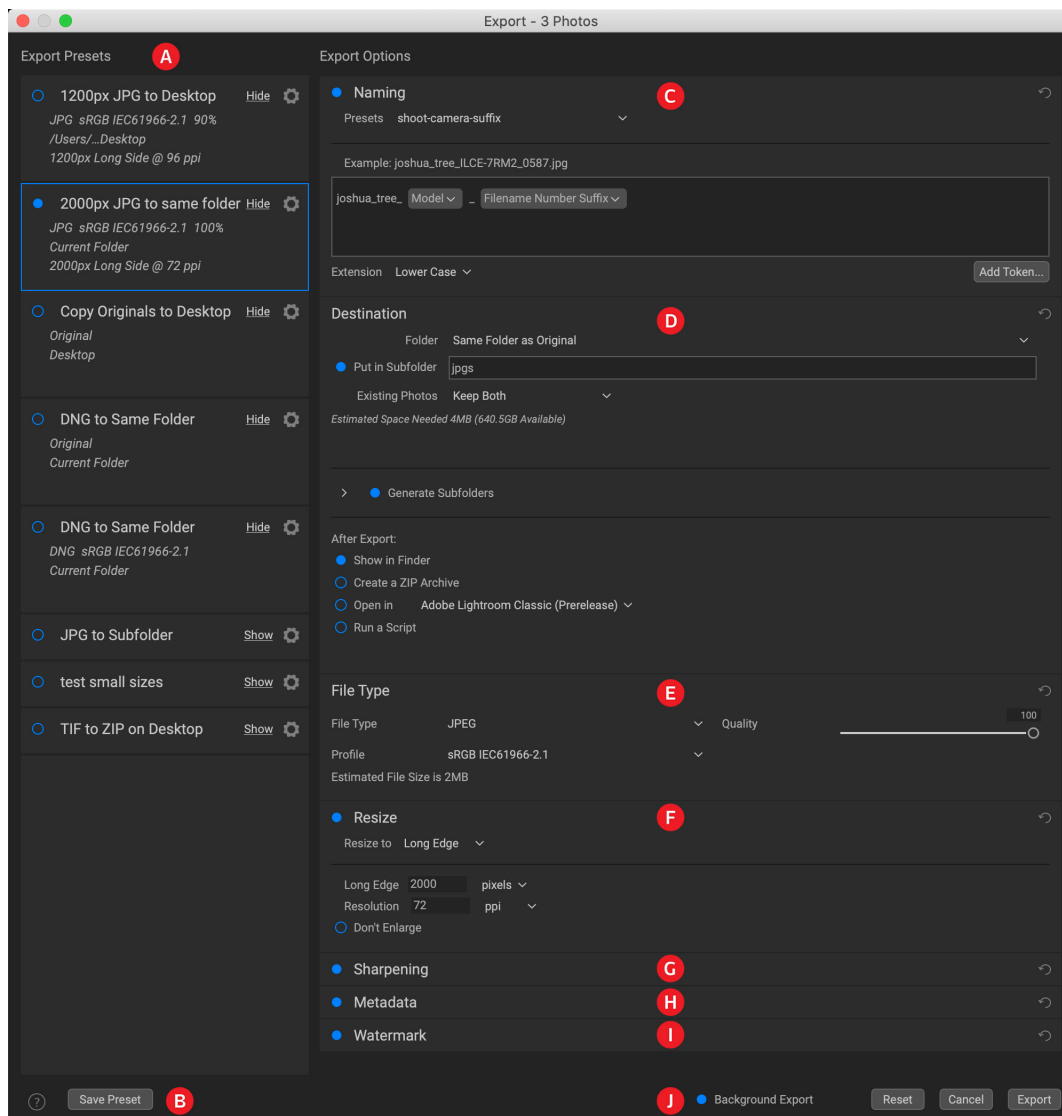 Export - 3 Photos
Export Presets A
1200px JPG to Desktop Hide
JPG sRGB IEC61966-2.1 90%
/Users/...Desktop
1200px Long Side @ 96 ppi
2000px JPG to same folder Hide
JPG sRGB IEC61966-2.1 100%
Current Folder
2000px Long Side @ 72 ppi
Copy Originals to Desktop Hide
Original
Desktop
DNG to Same Folder Hide
Original
Current Folder
DNG to Same Folder Hide
DNG sRGB IEC61966-2.1
Current Folder
JPG to Subfolder Show
test small sizes Show
TIF to ZIP on Desktop Show
? Save Preset B
Export Options
Naming C
Presets shoot-camera-suffix
Example: joshua_tree_ILCE-7RM2_0587.jpg
joshua_tree_ Model _ Filename Number Suffix
Extension Lower Case Add Token...
Destination D
Folder Same Folder as Original
Put in Subfolder jpgs
Existing Photos Keep Both
Estimated Space Needed 4MB (640.5GB Available)
Generate Subfolders
After Export:
Show in Finder
Create a ZIP Archive
Open in Adobe Lightroom Classic (Prerelease)
Run a Script
File Type E
File Type JPEG Quality 100
Profile sRGB IEC61966-2.1
Estimated File Size is 2MB
Resize F
Resize to Long Edge
Long Edge 2000 pixels
Resolution 72 ppi
Don't Enlarge
Sharpening G
Metadata H
Watermark I
J Background Export Reset Cancel Export